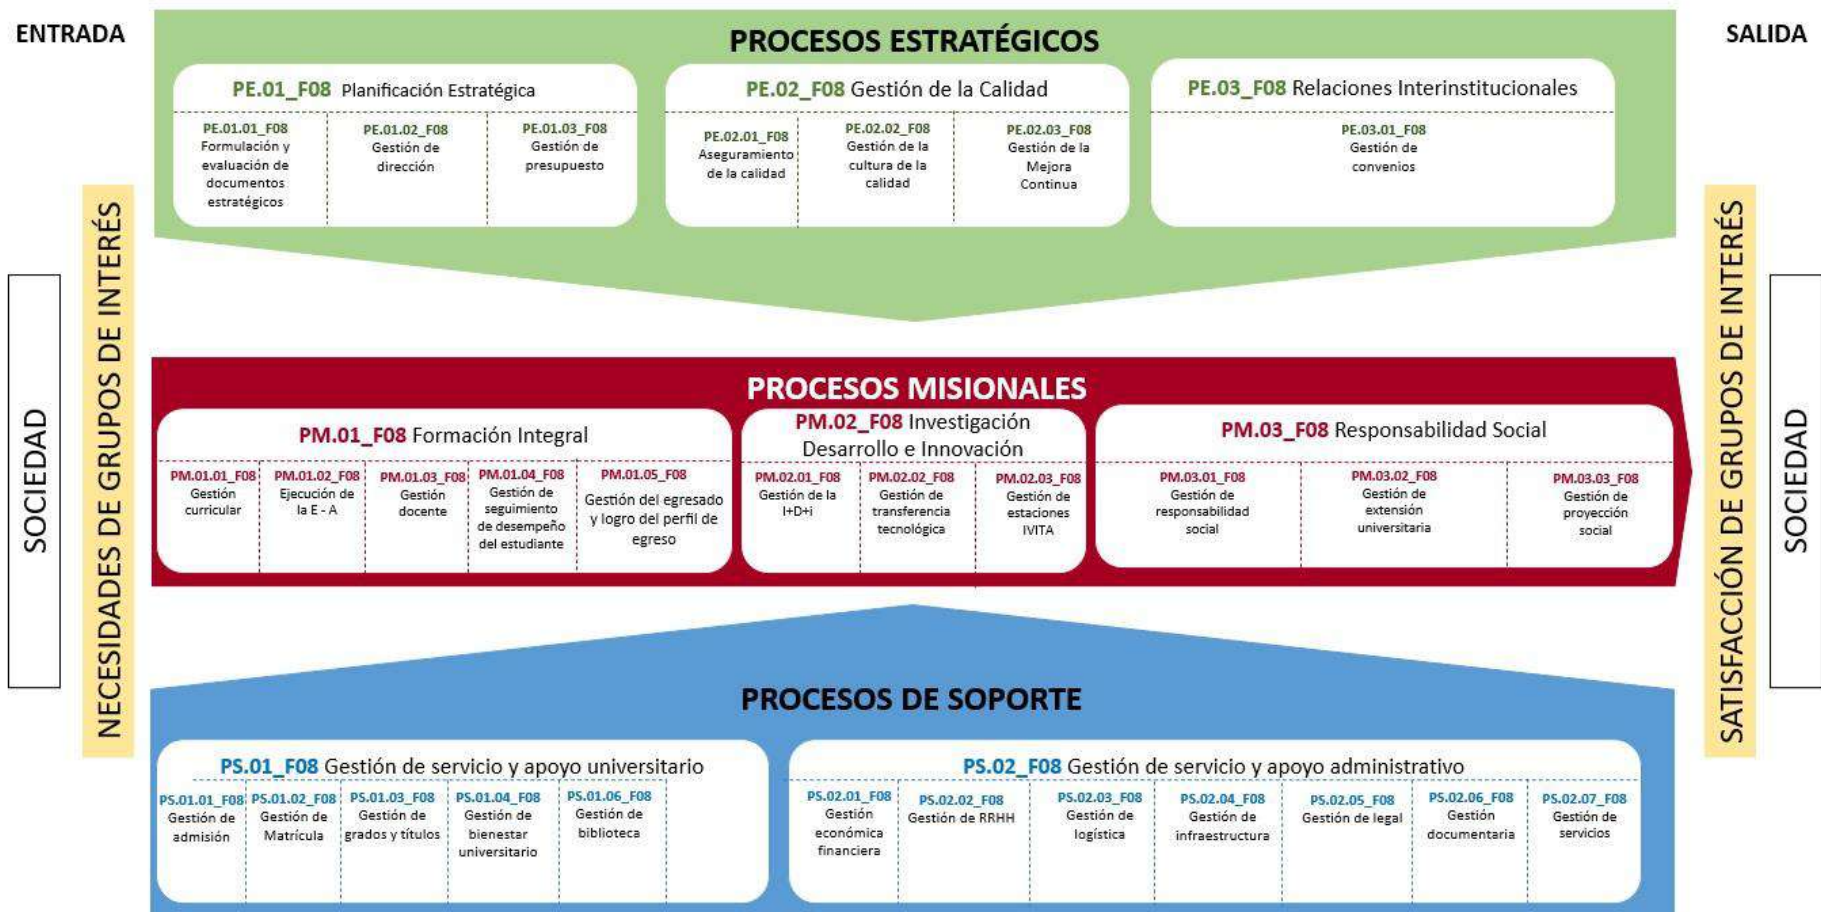 ENTRADA
SALIDA
PROCESOS ESTRATÉGICOS
PE.01_F08 Planificación Estratégica
PE.01.01_F08
Formulación y
evaluación de
documentos
estratégicos
PE.01.02_F08
Gestión de
dirección
PE.01.03_F08
Gestión de
presupuesto
PE.02_F08 Gestión de la Calidad
PE.02.01_F08
Aseguramiento
de la calidad
PE.02.02_F08
Gestión de la
cultura de la
calidad
PE.02.03_F08
Gestión de la
Mejora
Continua
PE.03_F08 Relaciones Interinstitucionales
PE.03.01_F08
Gestión de
convenios
SOCIEDAD
NECESIDADES DE GRUPOS DE INTERÉS
PROCESOS MISIONALES
PM.01_F08 Formación Integral
PM.01.01_F08
Gestión
curricular
PM.01.02_F08
Ejecución de
la E - A
PM.01.03_F08
Gestión
docente
PM.01.04_F08
Gestión de
seguimiento
de desempeño
del estudiante
PM.01.05_F08
Gestión del egresado
y logro del perfil de
egreso
PM.02_F08 Investigación
Desarrollo e Innovación
PM.02.01_F08
Gestión de la
I+D+i
PM.02.02_F08
Gestión de
transferencia
tecnológica
PM.02.03_F08
Gestión de
estaciones
IVITA
PM.03_F08 Responsabilidad Social
PM.03.01_F08
Gestión de
responsabilidad
social
PM.03.02_F08
Gestión de
extensión
universitaria
PM.03.03_F08
Gestión de
proyección
social
SATISFACCIÓN DE GRUPOS DE INTERÉS
SOCIEDAD
PROCESOS DE SOPORTE
PS.01_F08 Gestión de servicio y apoyo universitario
PS.01.01_F08
Gestión de
admisión
PS.01.02_F08
Gestión de
Matrícula
PS.01.03_F08
Gestión de
grados y títulos
PS.01.04_F08
Gestión de
bienestar
universitario
PS.01.06_F08
Gestión de
biblioteca
PS.02_F08 Gestión de servicio y apoyo administrativo
PS.02.01_F08
Gestión
económica
financiera
PS.02.02_F08
Gestión de RRHH
PS.02.03_F08
Gestión de
logística
PS.02.04_F08
Gestión de
infraestructura
PS.02.05_F08
Gestión de legal
PS.02.06_F08
Gestión
documentaria
PS.02.07_F08
Gestión de
servicios